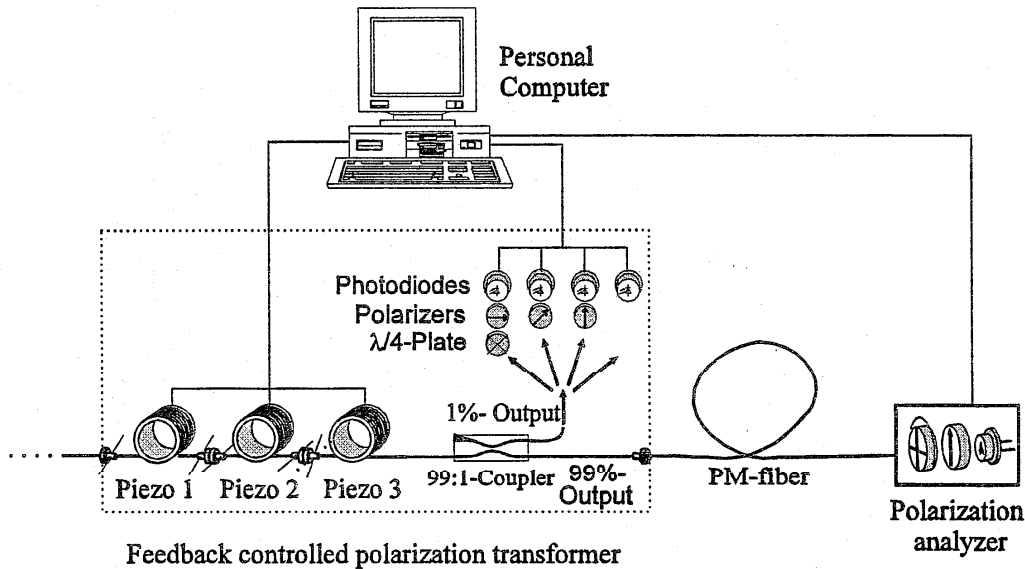 Personal
Computer
Photodiodes
Polarizers
λ/4-Plate
1%- Output
Piezo 1
Piezo 2
Piezo 3
99:1-Coupler
99%-
Output
PM-fiber
Polarization
analyzer
Feedback controlled polarization transformer